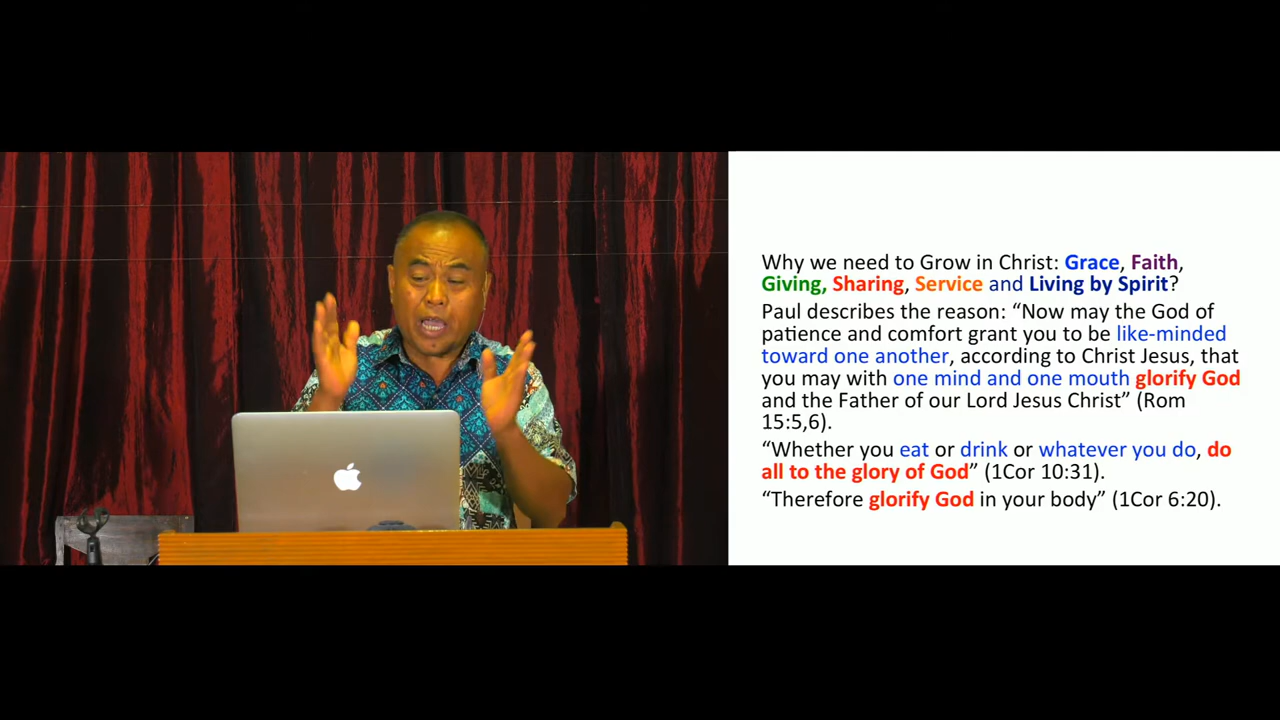 Why we need to Grow in Christ: Grace, Faith,
Giving, Sharing, Service and Living by Spirit?
Paul describes the reason: “Now may the God of
patience and comfort grant you to be like-minded
toward one another, according to Christ Jesus, that
you may with one mind and one mouth glorify God
and the Father of our Lord Jesus Christ” (Rom
15:5,6).
“Whether you eat or drink or whatever you do, do
all to the glory of God” (1Cor 10:31).
“Therefore glorify God in your body” (1Cor 6:20).